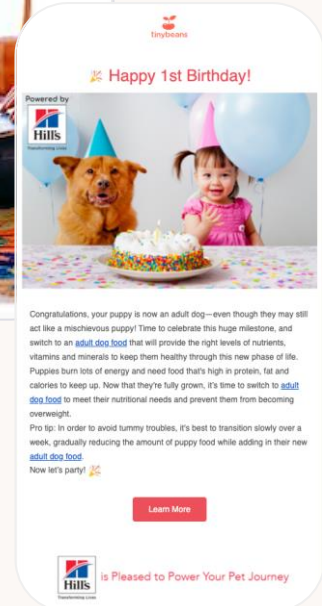 tinybeans
🎉 Happy 1st Birthday!
Powered by
Hill's
Transforming Lives
Congratulations, your puppy is now an adult dog—even though they may still
act like a mischievous puppy! Time to celebrate this huge milestone, and
switch to an adult dog food that will provide the right levels of nutrients,
vitamins and minerals to keep them healthy through this new phase of life.
Puppies burn lots of energy and need food that's high in protein, fat and
calories to keep up. Now that they're fully grown, it's time to switch to adult
dog food to meet their nutritional needs and prevent them from becoming
overweight.
Pro tip: In order to avoid tummy troubles, it's best to transition slowly over a
week, gradually reducing the amount of puppy food while adding in their new
adult dog food.
Now let's party! 🎉
Learn More
Hill's
Transforming Lives
is Pleased to Power Your Pet Journey